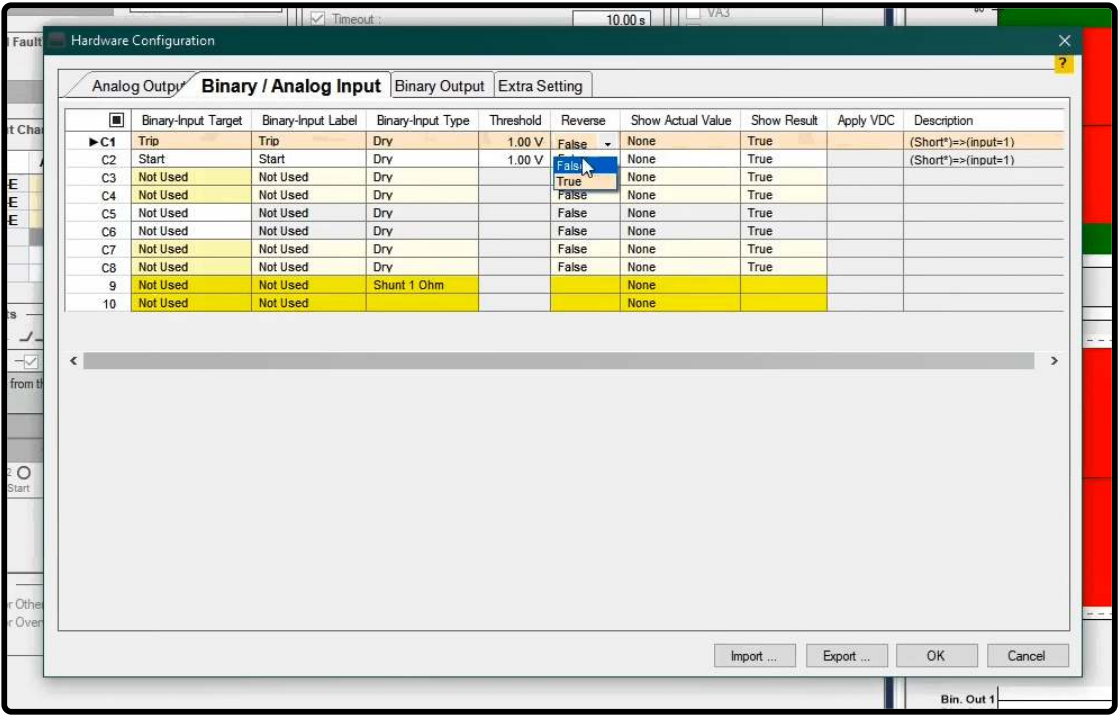 Timeout :
10.00 s
VA3
Fault
Hardware Configuration
?
Analog Output
Binary / Analog Input
Binary Output
Extra Setting
Binary-Input Target Binary-Input Label Binary-Input Type Threshold Reverse Show Actual Value Show Result Apply VDC Description
C1 Trip Trip Dry 1.00 V False None True (Short*)=>(input=1)
C2 Start Start Dry 1.00 V None True (Short*)=>(input=1)
False
C3 Not Used Not Used Dry None True
True
C4 Not Used Not Used Dry False None True
C5 Not Used Not Used Dry False None True
C6 Not Used Not Used Dry False None True
C7 Not Used Not Used Dry False None True
C8 Not Used Not Used Dry False None True
9 Not Used Not Used Shunt 1 Ohm None
10 Not Used Not Used None
from th
2
Start
r Other
r Over
Import ... Export ... OK Cancel
Bin. Out 1